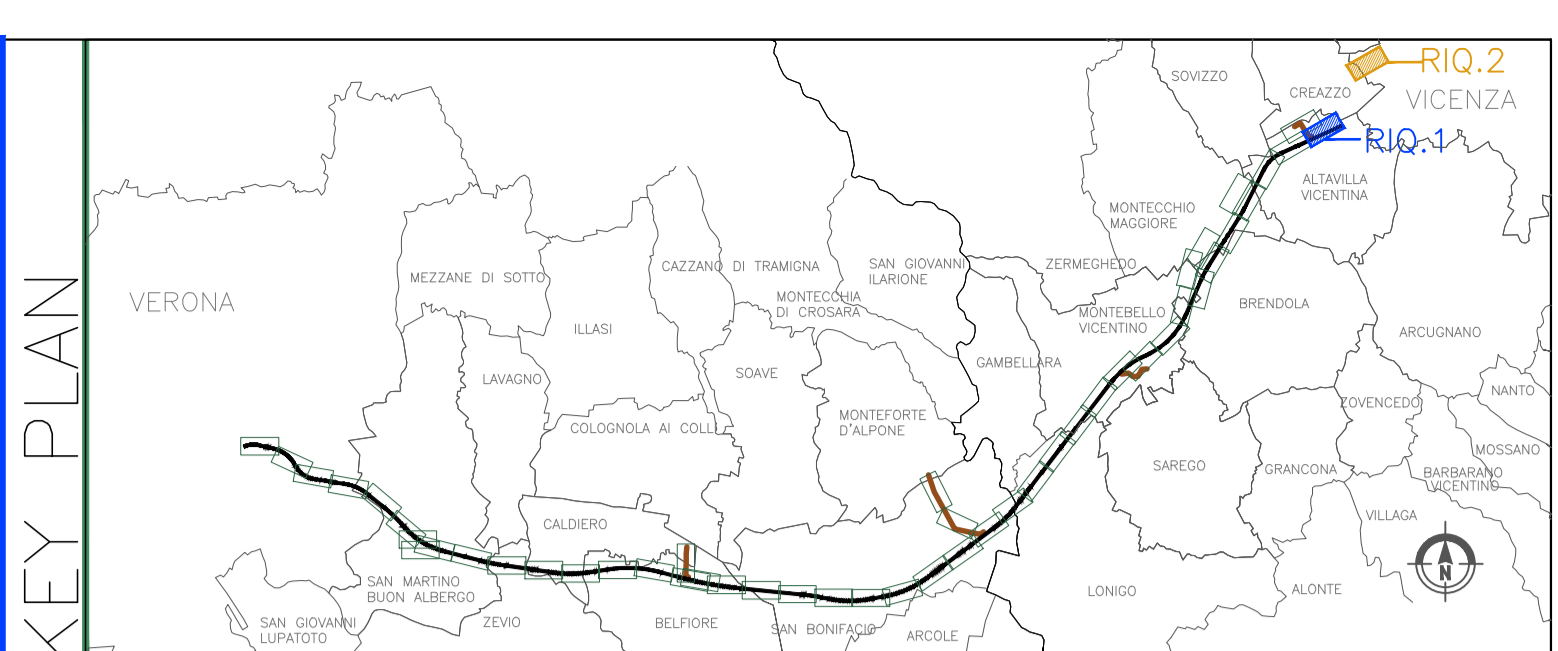 KEY PLAN
RIQ.2
SOVIZZO
CREAZZO
VICENZA
RIQ.1
ALTAVILLA
VICENTINA
MONTECCHIO
MAGGIORE
ZERMEGHEDO
SAN GIOVANNI
ILARIONE
CAZZANO DI TRAMIGNA
MEZZANE DI SOTTO
VERONA
MONTECCHIA
DI CROSARA
MONTEBELLO
VICENTINO
BRENDOLA
ARCUGNANO
ILLASI
GAMBELLARA
SOAVE
LAVAGNO
NANTO
ZOVENCEDO
MONTEFORTE
D'ALPONE
COLOGNOLA AI COLLI
MOSSANO
SAREGO
GRANCONA
BARBARANO
VICENTINO
VILLAGA
CALDIERO
N
SAN MARTINO
BUON ALBERGO
LONIGO
ALONTE
SAN GIOVANNI
LUPATOTO
ZEVIO
BELFIORE
SAN BONIFACIO
ARCOLE